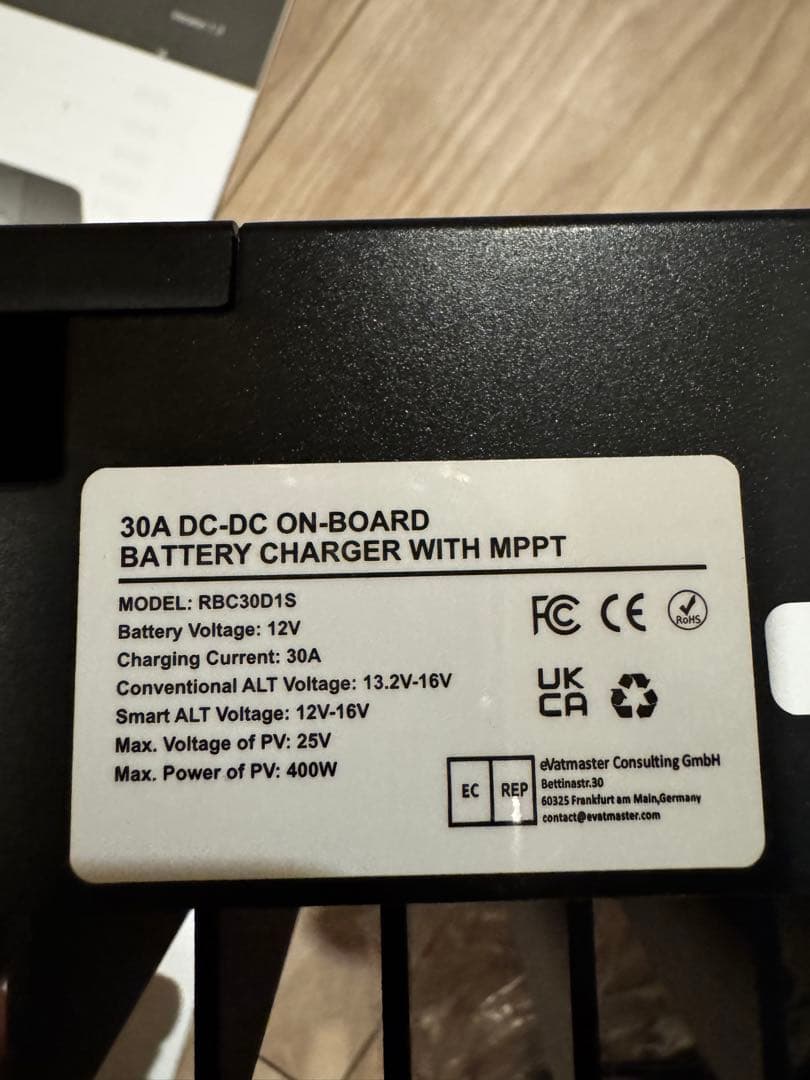 30A DC-DC ON-BOARD
BATTERY CHARGER WITH MPPT
MODEL: RBC30D1S
Battery Voltage: 12V
Charging Current: 30A
Conventional ALT Voltage: 13.2V-16V
Smart ALT Voltage: 12V-16V
Max. Voltage of PV: 25V
Max. Power of PV: 400W
FC CE RoHS
UK
CA
EC REP
eVatmaster Consulting GmbH
Bettinastr.30
60325 Frankfurt am Main,Germany
contact@evatmaster.com